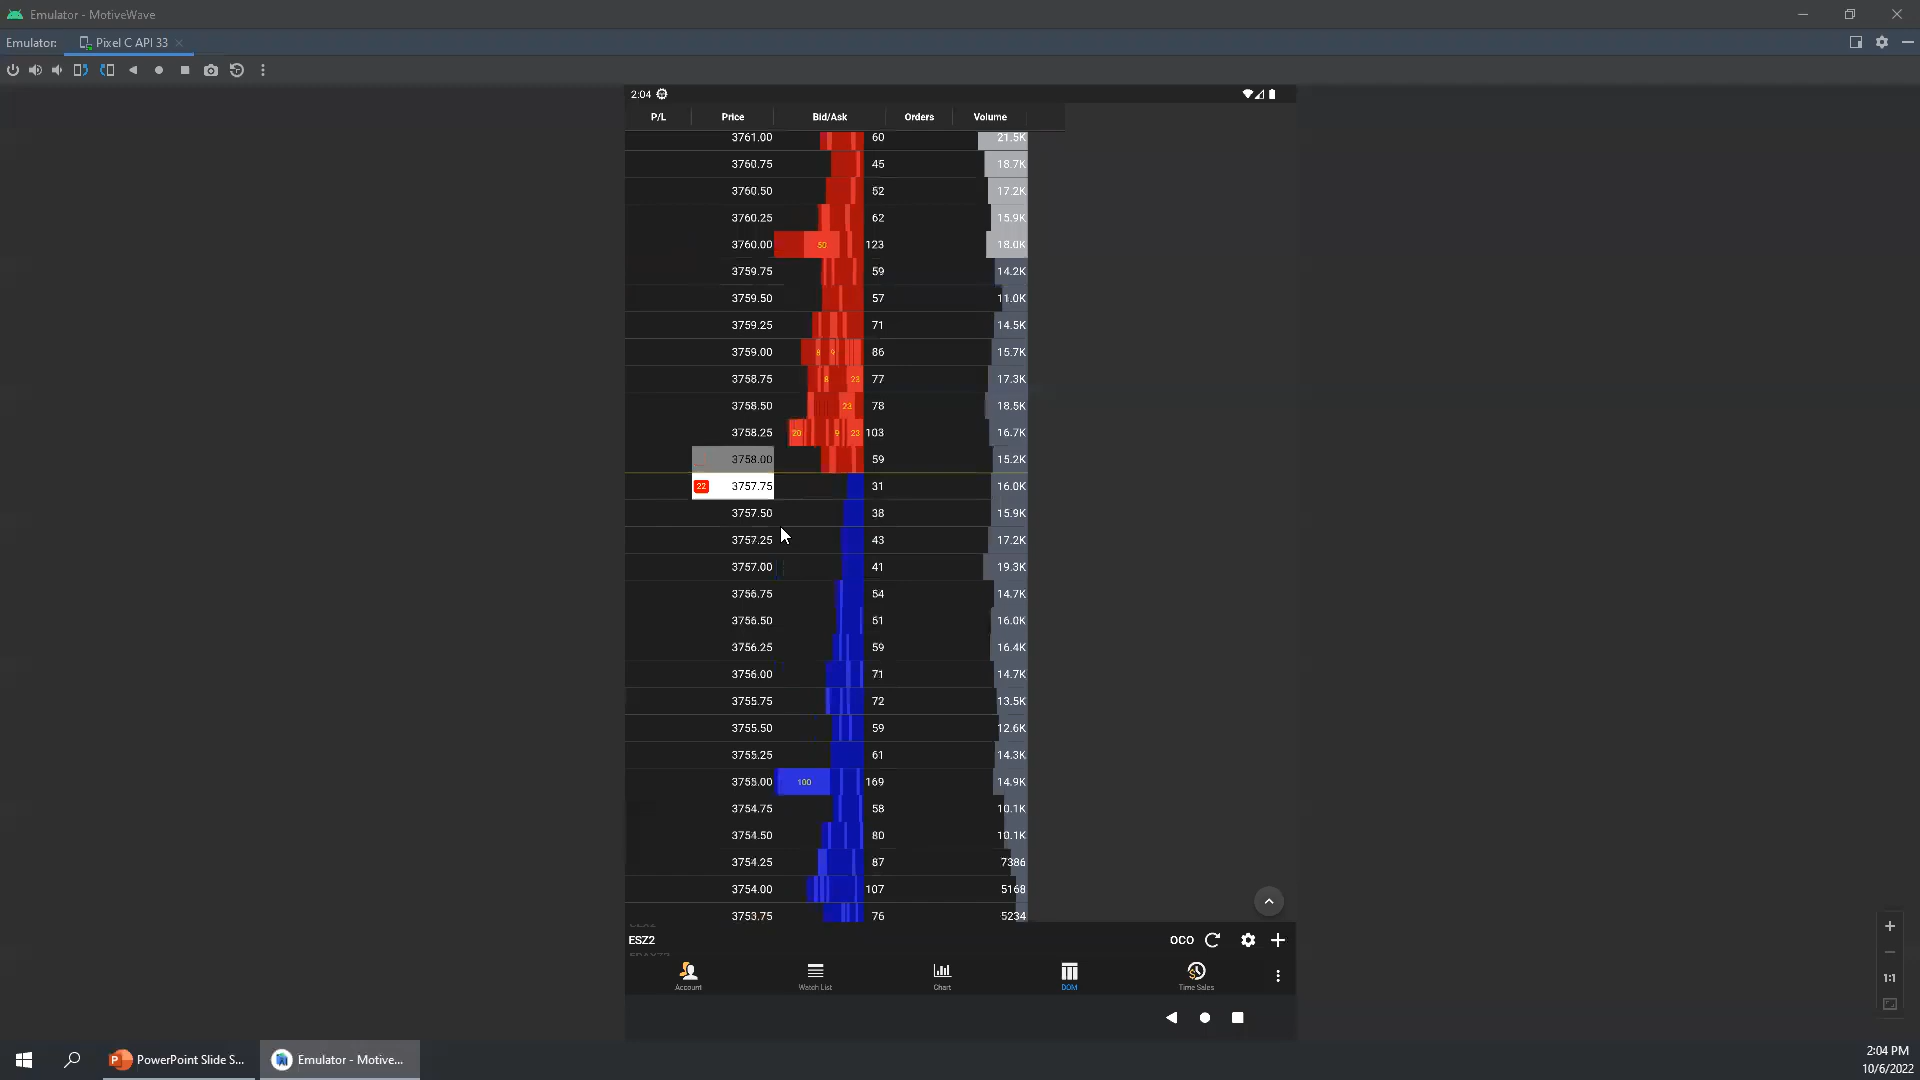 Emulator - MotiveWave
Emulator: Pixel C API 33
2:04
P/L Price Bid/Ask Orders Volume
3761.00 60 21.5K
3760.75 45 18.7K
3760.50 52 17.2K
3760.25 62 15.9K
3760.00 50 123 18.0K
3759.75 59 14.2K
3759.50 57 11.0K
3759.25 71 14.5K
3759.00 8 9 86 15.7K
3758.75 8 23 77 17.3K
3758.50 23 78 18.5K
3758.25 20 9 23 103 16.7K
3758.00 59 15.2K
22 3757.75 31 16.0K
3757.50 38 15.9K
3757.25 43 17.2K
3757.00 41 19.3K
3756.75 54 14.7K
3756.50 51 16.0K
3756.25 59 16.4K
3756.00 71 14.7K
3755.75 72 13.5K
3755.50 59 12.6K
3755.25 61 14.3K
3755.00 100 169 14.9K
3754.75 58 10.1K
3754.50 80 10.1K
3754.25 87 7386
3754.00 107 5168
3753.75 76 5234
ESZ2 OCO
Account Watch List Chart DOM Time Sales
1:1
PowerPoint Slide S... Emulator - Motive...
2:04 PM
10/6/2022